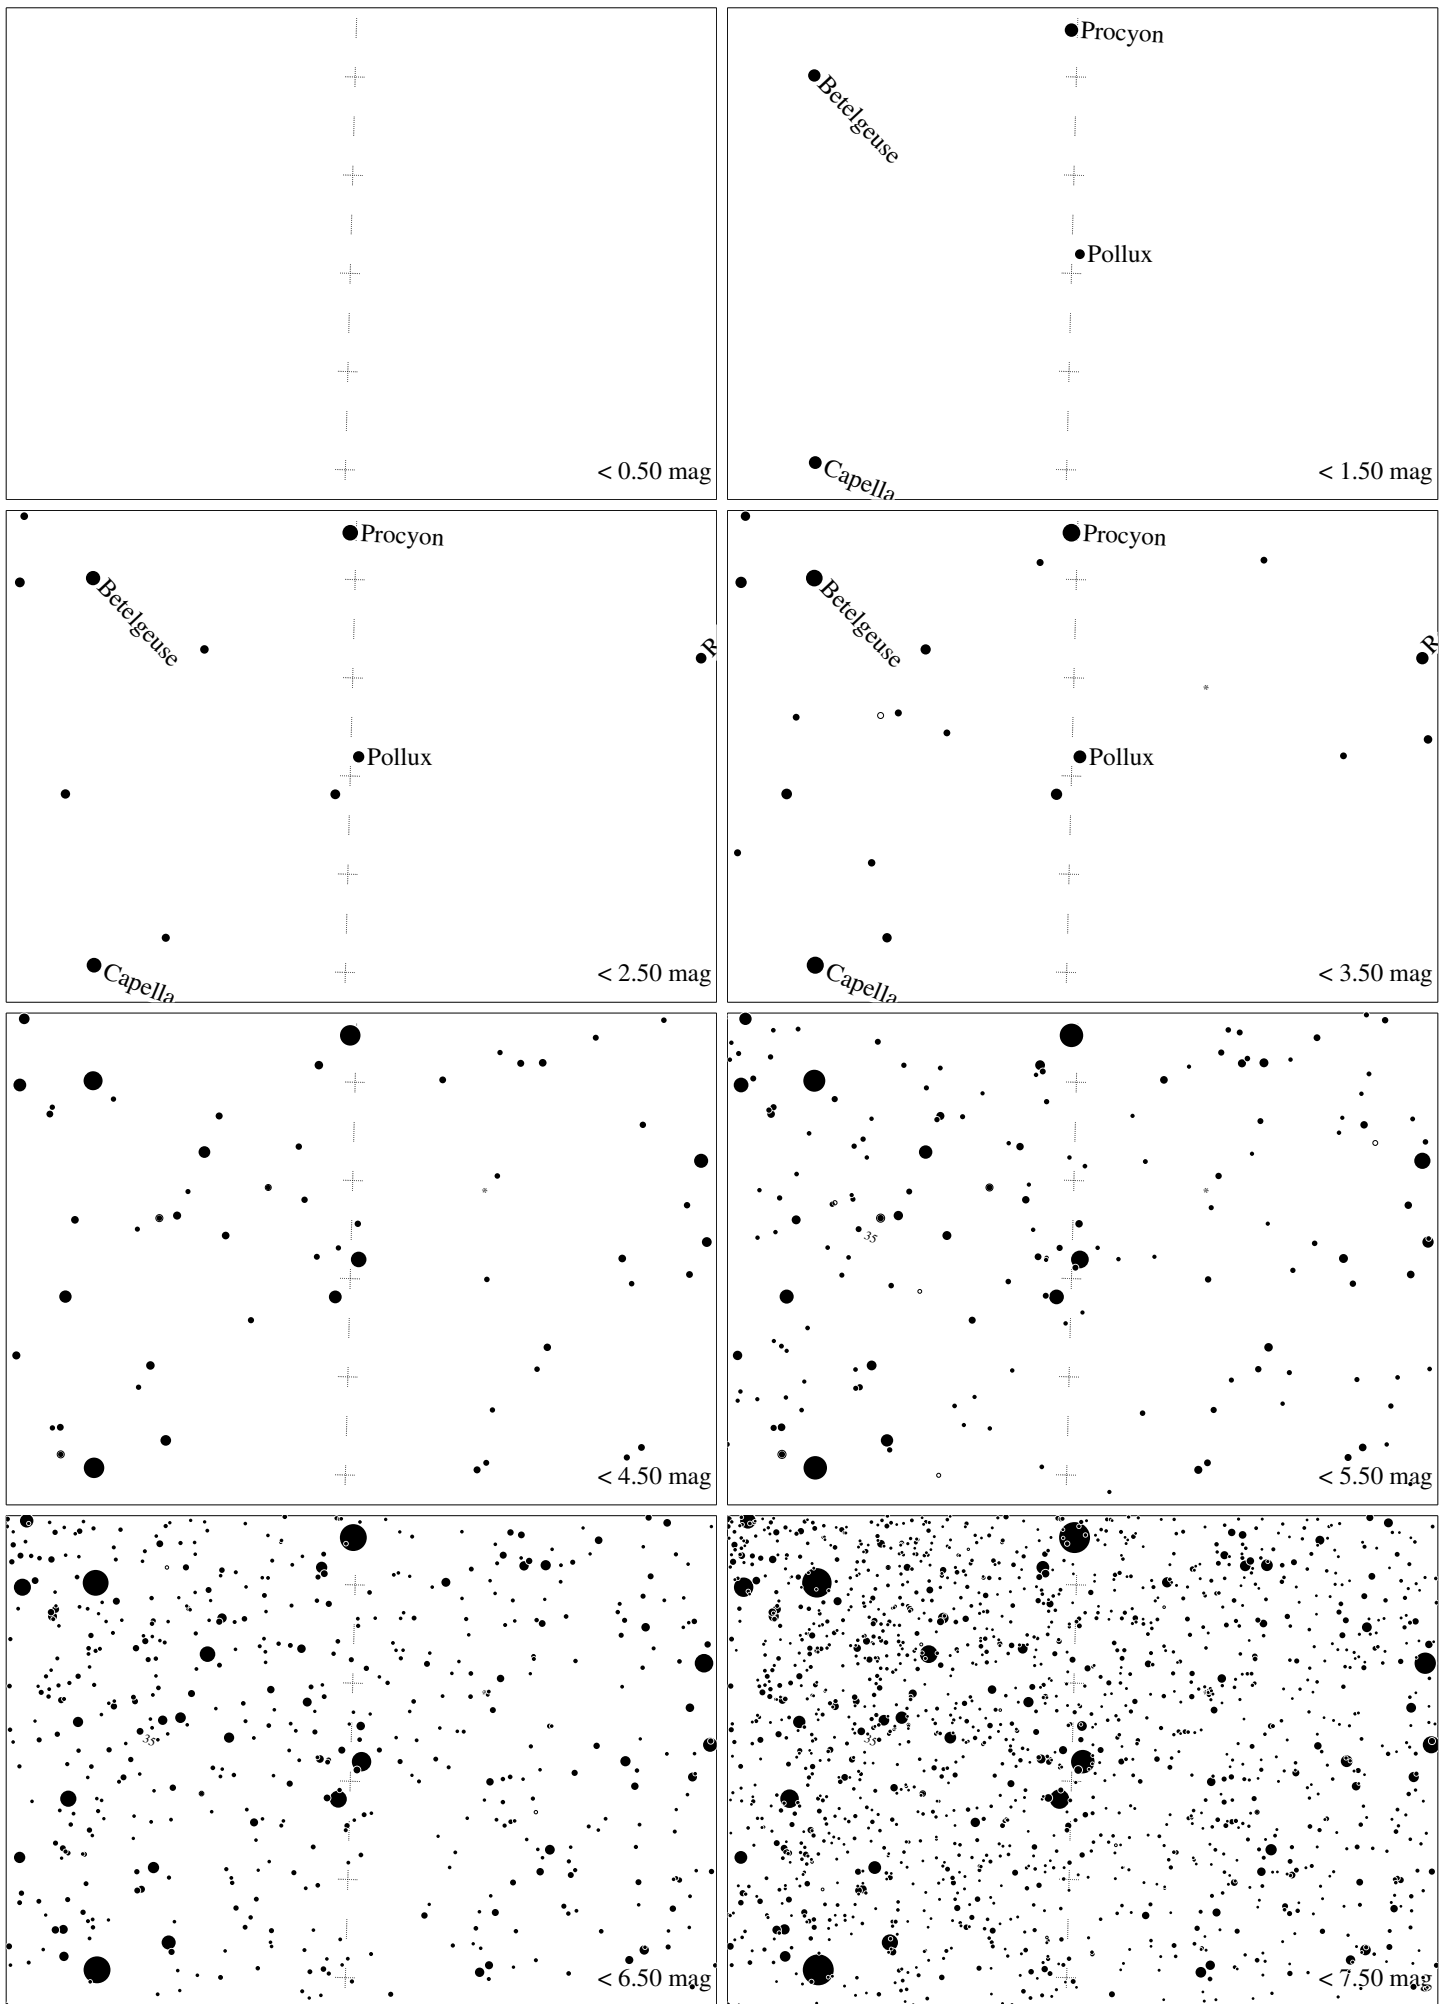 < 0.50 mag
Procyon
Betelgeuse
Pollux
Capella
< 1.50 mag
Procyon
Betelgeuse
R
Pollux
Capella
< 2.50 mag
Procyon
Betelgeuse
R
Pollux
Capella
< 3.50 mag
< 4.50 mag
35
< 5.50 mag
35
< 6.50 mag
35
< 7.50 mag